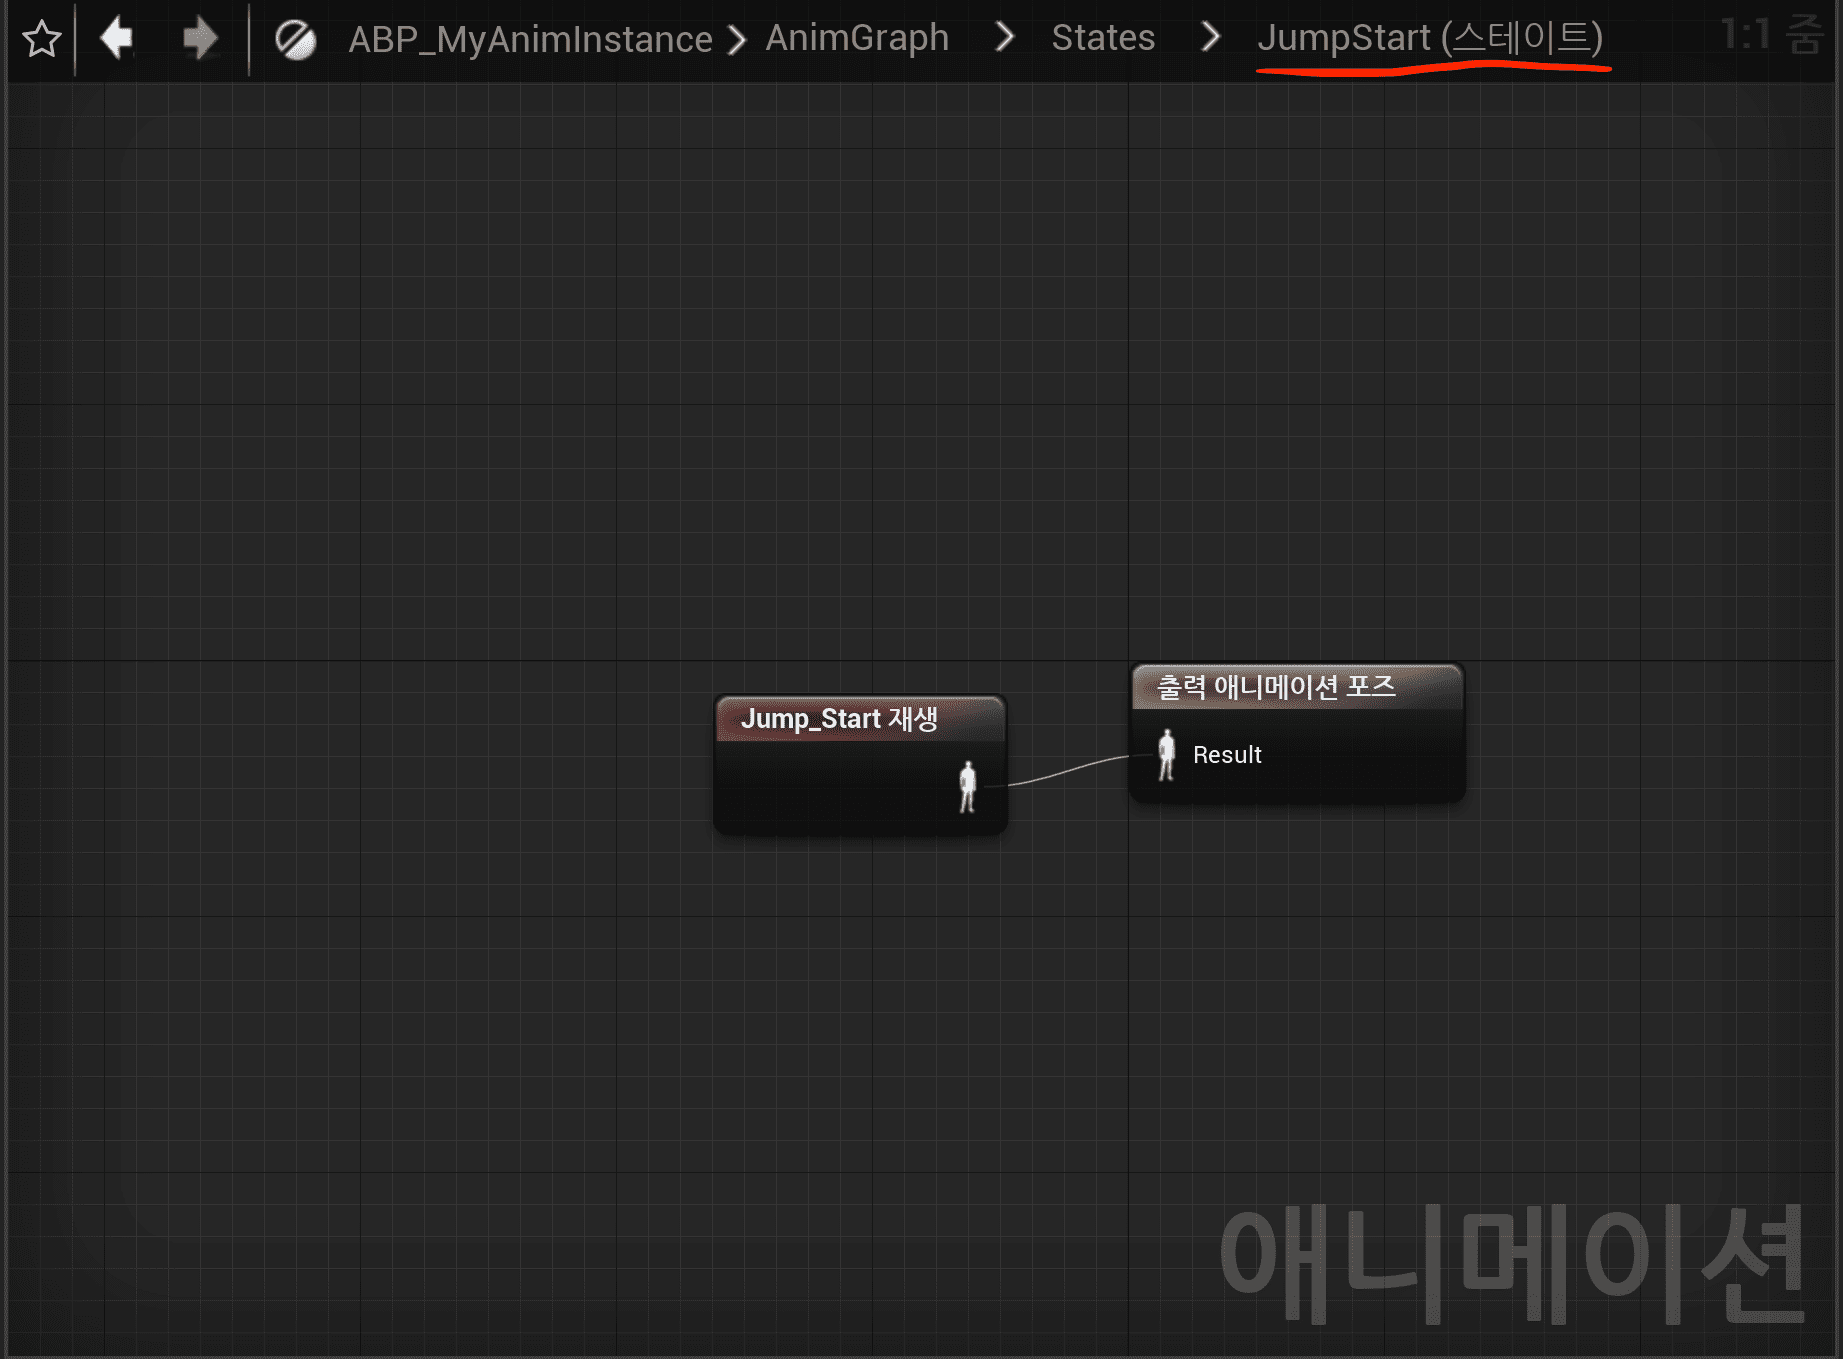 ABP_MyAnimInstance > AnimGraph > States > JumpStart (스테이트)
1:1 줌
출력 애니메이션 포즈
Jump_Start 재생
Result
애니메이션